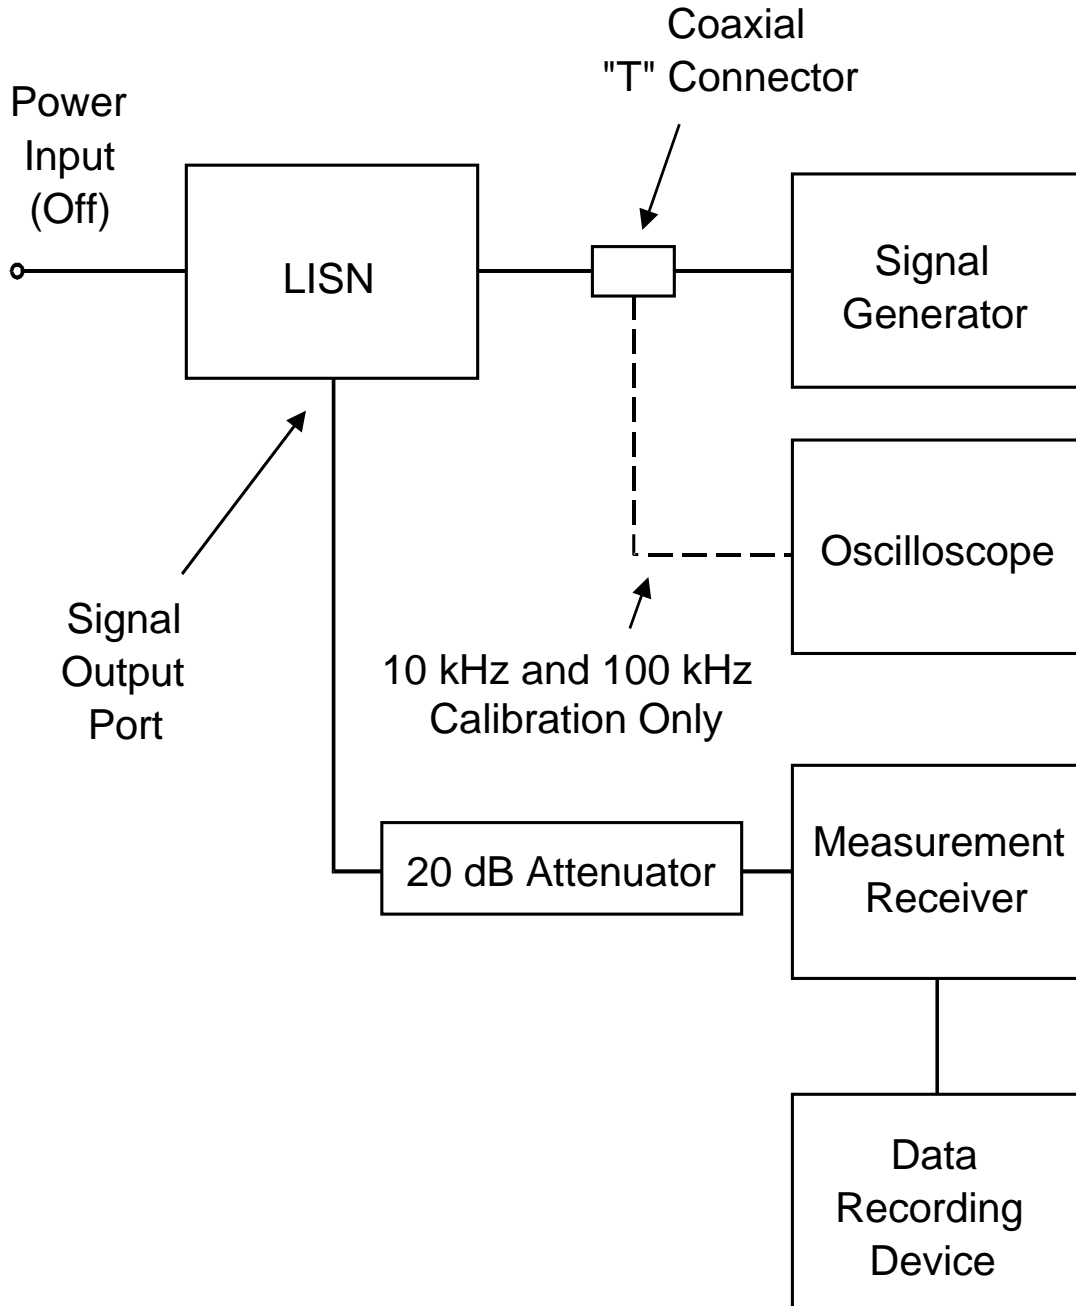 Coaxial
"T" Connector
Power
Input
(Off)
LISN
Signal
Generator
Oscilloscope
Signal
Output
Port
10 kHz and 100 kHz
Calibration Only
20 dB Attenuator
Measurement
Receiver
Data
Recording
Device